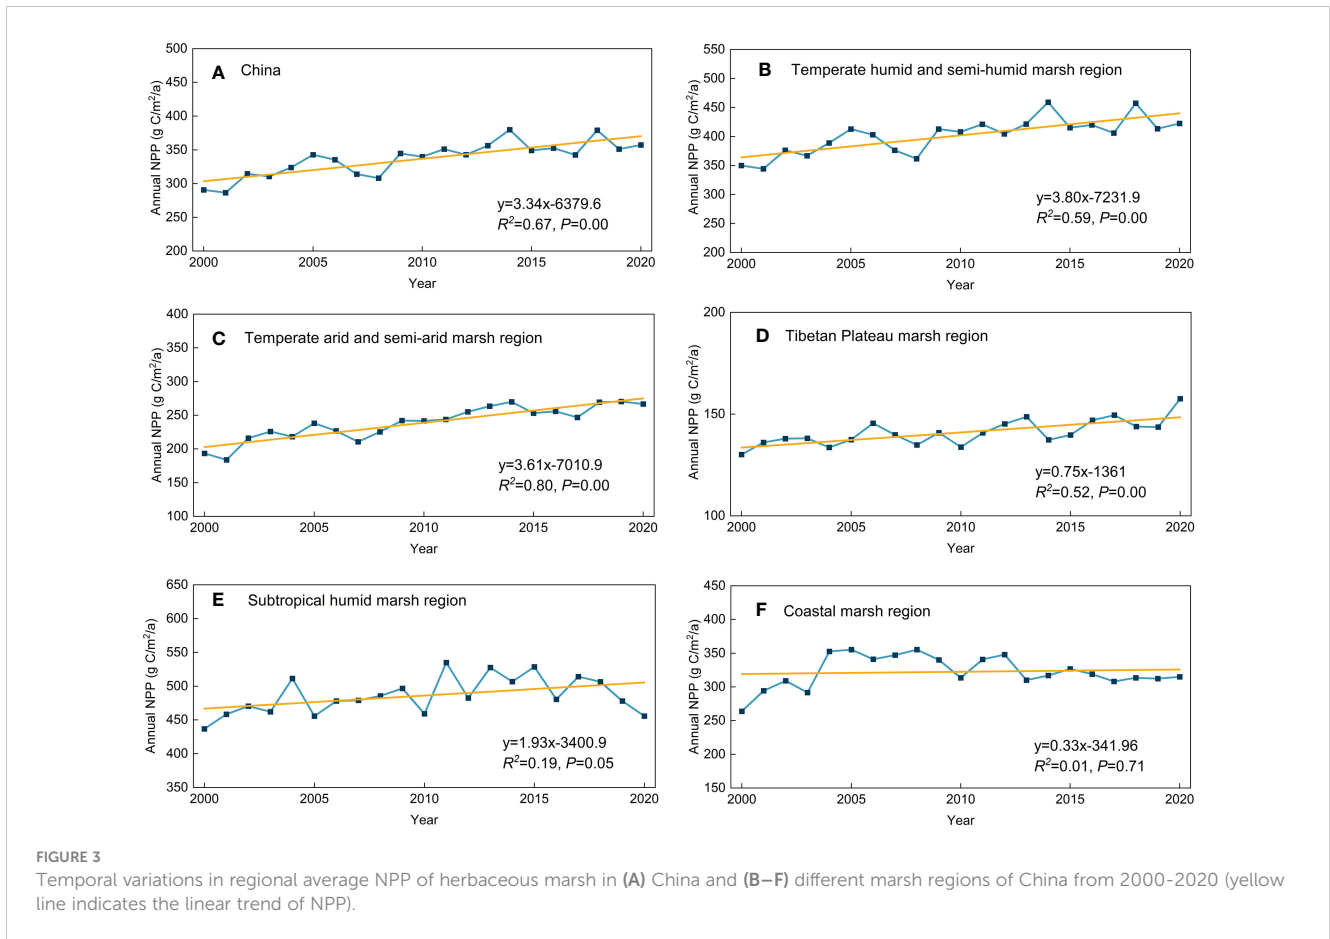 A China
Annual NPP (g C/m²/a)
500
450
400
350
300
250
200
2000 2005 2010 2015 2020
Year
y=3.34x-6379.6
R²=0.67, P=0.00
B Temperate humid and semi-humid marsh region
Annual NPP (g C/m²/a)
550
500
450
400
350
300
250
200
2000 2005 2010 2015 2020
Year
y=3.80x-7231.9
R²=0.59, P=0.00
C Temperate arid and semi-arid marsh region
Annual NPP (g C/m²/a)
400
350
300
250
200
150
100
2000 2005 2010 2015 2020
Year
y=3.61x-7010.9
R²=0.80, P=0.00
D Tibetan Plateau marsh region
Annual NPP (g C/m²/a)
200
150
100
2000 2005 2010 2015 2020
Year
y=0.75x-1361
R²=0.52, P=0.00
E Subtropical humid marsh region
Annual NPP (g C/m²/a)
650
600
550
500
450
400
350
2000 2005 2010 2015 2020
Year
y=1.93x-3400.9
R²=0.19, P=0.05
F Coastal marsh region
Annual NPP (g C/m²/a)
450
400
350
300
250
200
150
2000 2005 2010 2015 2020
Year
y=0.33x-341.96
R²=0.01, P=0.71
FIGURE 3
Temporal variations in regional average NPP of herbaceous marsh in (A) China and (B–F) different marsh regions of China from 2000-2020 (yellow
line indicates the linear trend of NPP).